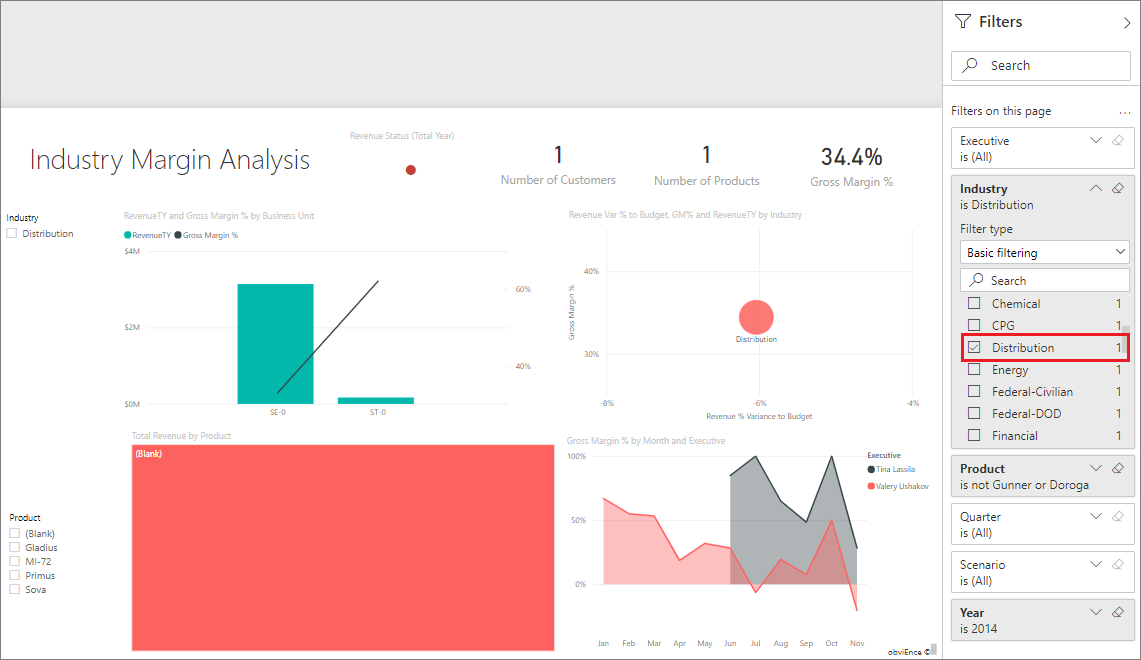 Filters
Search
Filters on this page
...
Executive
is (All)
Industry
is Distribution
Filter type
Basic filtering
Search
Chemical 1
CPG 1
Distribution 1
Energy 1
Federal-Civilian 1
Federal-DOD 1
Financial 1
Product
is not Gunner or Doroga
Quarter
is (All)
Scenario
is (All)
Year
is 2014
Industry Margin Analysis
Revenue Status (Total Year)
1
Number of Customers
1
Number of Products
34.4%
Gross Margin %
Industry
Distribution
RevenueTY and Gross Margin % by Business Unit
RevenueTY Gross Margin %
$4M
$2M
$0M
60%
40%
SE-0 ST-0
Revenue Var % to Budget, GM% and RevenueTY by Industry
Gross Margin %
40%
30%
Distribution
-8% -6% -4%
Revenue % Variance to Budget
Total Revenue by Product
(Blank)
Product
(Blank)
Gladius
MI-72
Primus
Sova
Gross Margin % by Month and Executive
100%
50%
0%
Executive
Tina Lassila
Valery Ushakov
Jan Feb Mar Apr May Jun Jul Aug Sep Oct Nov
obviEnce ©